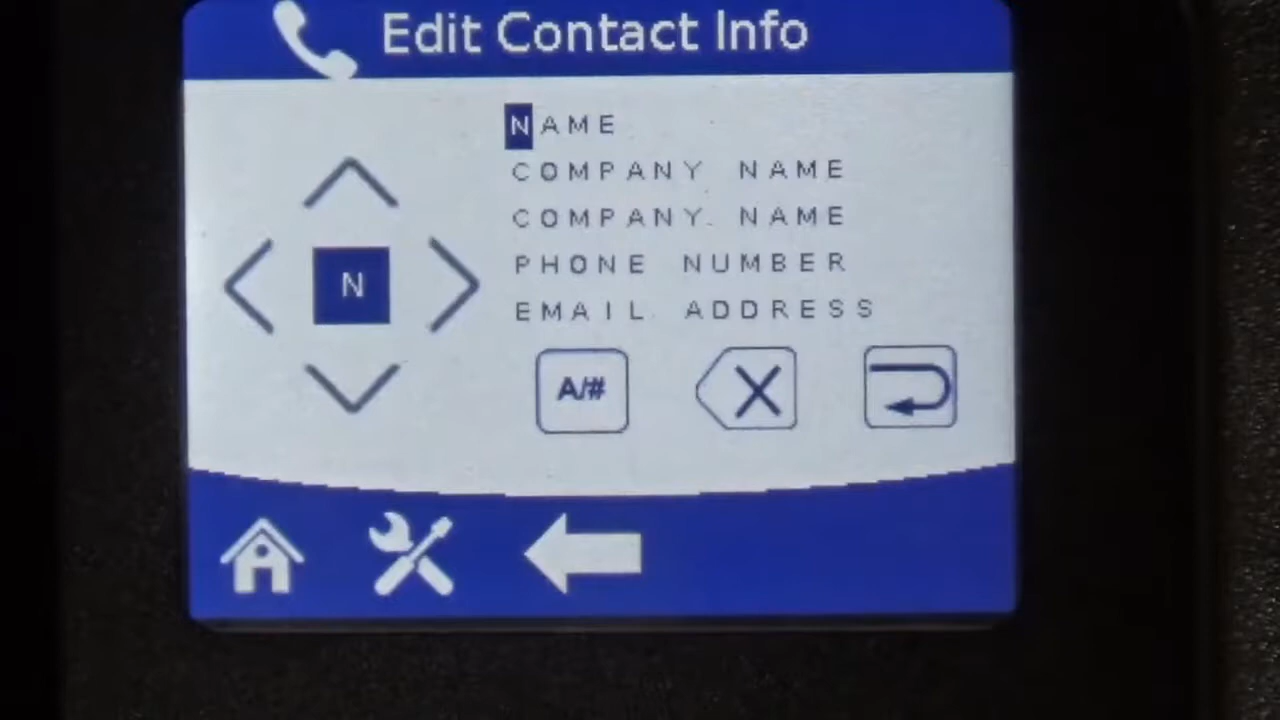 Edit Contact Info
NAME
COMPANY NAME
COMPANY NAME
PHONE NUMBER
EMAIL ADDRESS
N
A/#